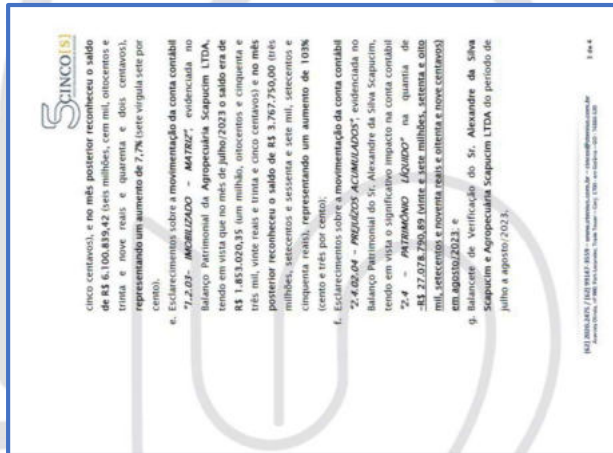 5CINCO[S]
cinco centavos), e no mês posterior reconheceu o saldo
de R$ 6.100.839,42 (seis milhões, cem mil, oitocentos e
trinta e nove reais e quarenta e dois centavos),
representando um aumento de 7,7% (sete vírgula sete por
cento).
e. Esclarecimentos sobre a movimentação da conta contábil
"1.2.03- IMOBILIZADO - MATRIZ", evidenciada no
Balanço Patrimonial da Agropecuária Scapucim LTDA,
tendo em vista que no mês de julho/2023 o saldo era de
R$ 1.853.020,35 (um milhão, oitocentos e cinquenta e
três mil, vinte reais e trinta e cinco centavos) e no mês
posterior reconheceu o saldo de R$ 3.767.750,00 (três
milhões, setecentos e sessenta e sete mil, setecentos e
cinquenta reais), representando um aumento de 103%
(cento e três por cento);
f. Esclarecimentos sobre a movimentação da conta contábil
"2.4.02.04 - PREJUÍZOS ACUMULADOS", evidenciada no
Balanço Patrimonial do Sr. Alexandre da Silva Scapucim,
tendo em vista o significativo impacto na conta contábil
"2.4 - PATRIMÔNIO LÍQUIDO" na quantia de
-R$ 27.078.790,89 (vinte e sete milhões, setenta e oito
mil, setecentos e noventa reais e oitenta e nove centavos)
em agosto/2023; e
g. Balancete de Verificação do Sr. Alexandre da Silva
Scapucim e Agropecuária Scapucim LTDA do período de
julho a agosto/2023.
3 de 4